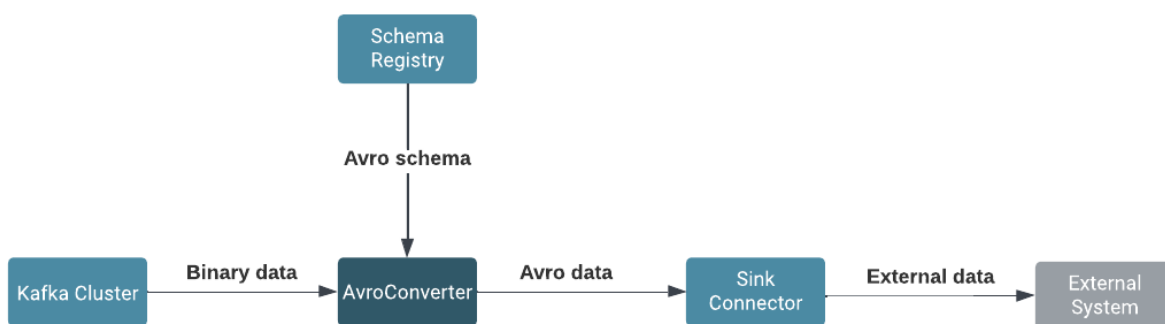 Schema
Registry
Avro schema
Kafka Cluster
Binary data
AvroConverter
Avro data
Sink
Connector
External data
External
System